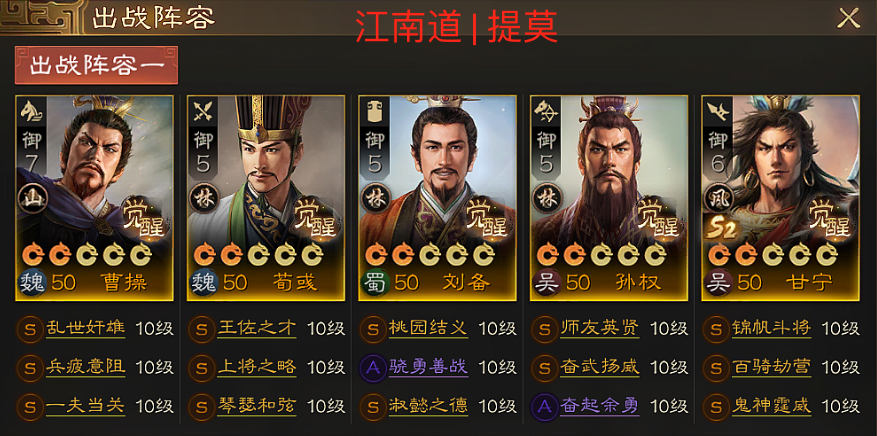 出战阵容
江南道 | 提莫
出战阵容一
御 7 山 觉醒 魏 50 曹操
御 5 林 觉醒 魏 50 荀彧
御 5 林 觉醒 蜀 50 刘备
御 5 林 觉醒 吴 50 孙权
御 6 风 S2 觉醒 吴 50 甘宁
S 乱世奸雄 10级 S 王佐之才 10级 S 桃园结义 10级 S 师友英贤 10级 S 锦帆斗将 10级
S 兵疲意阻 10级 S 上将之略 10级 A 骁勇善战 10级 S 奋武扬威 10级 S 百骑劫营 10级
S 一夫当关 10级 S 琴瑟和弦 10级 S 淑懿之德 10级 A 奋起余勇 10级 S 鬼神霆威 10级